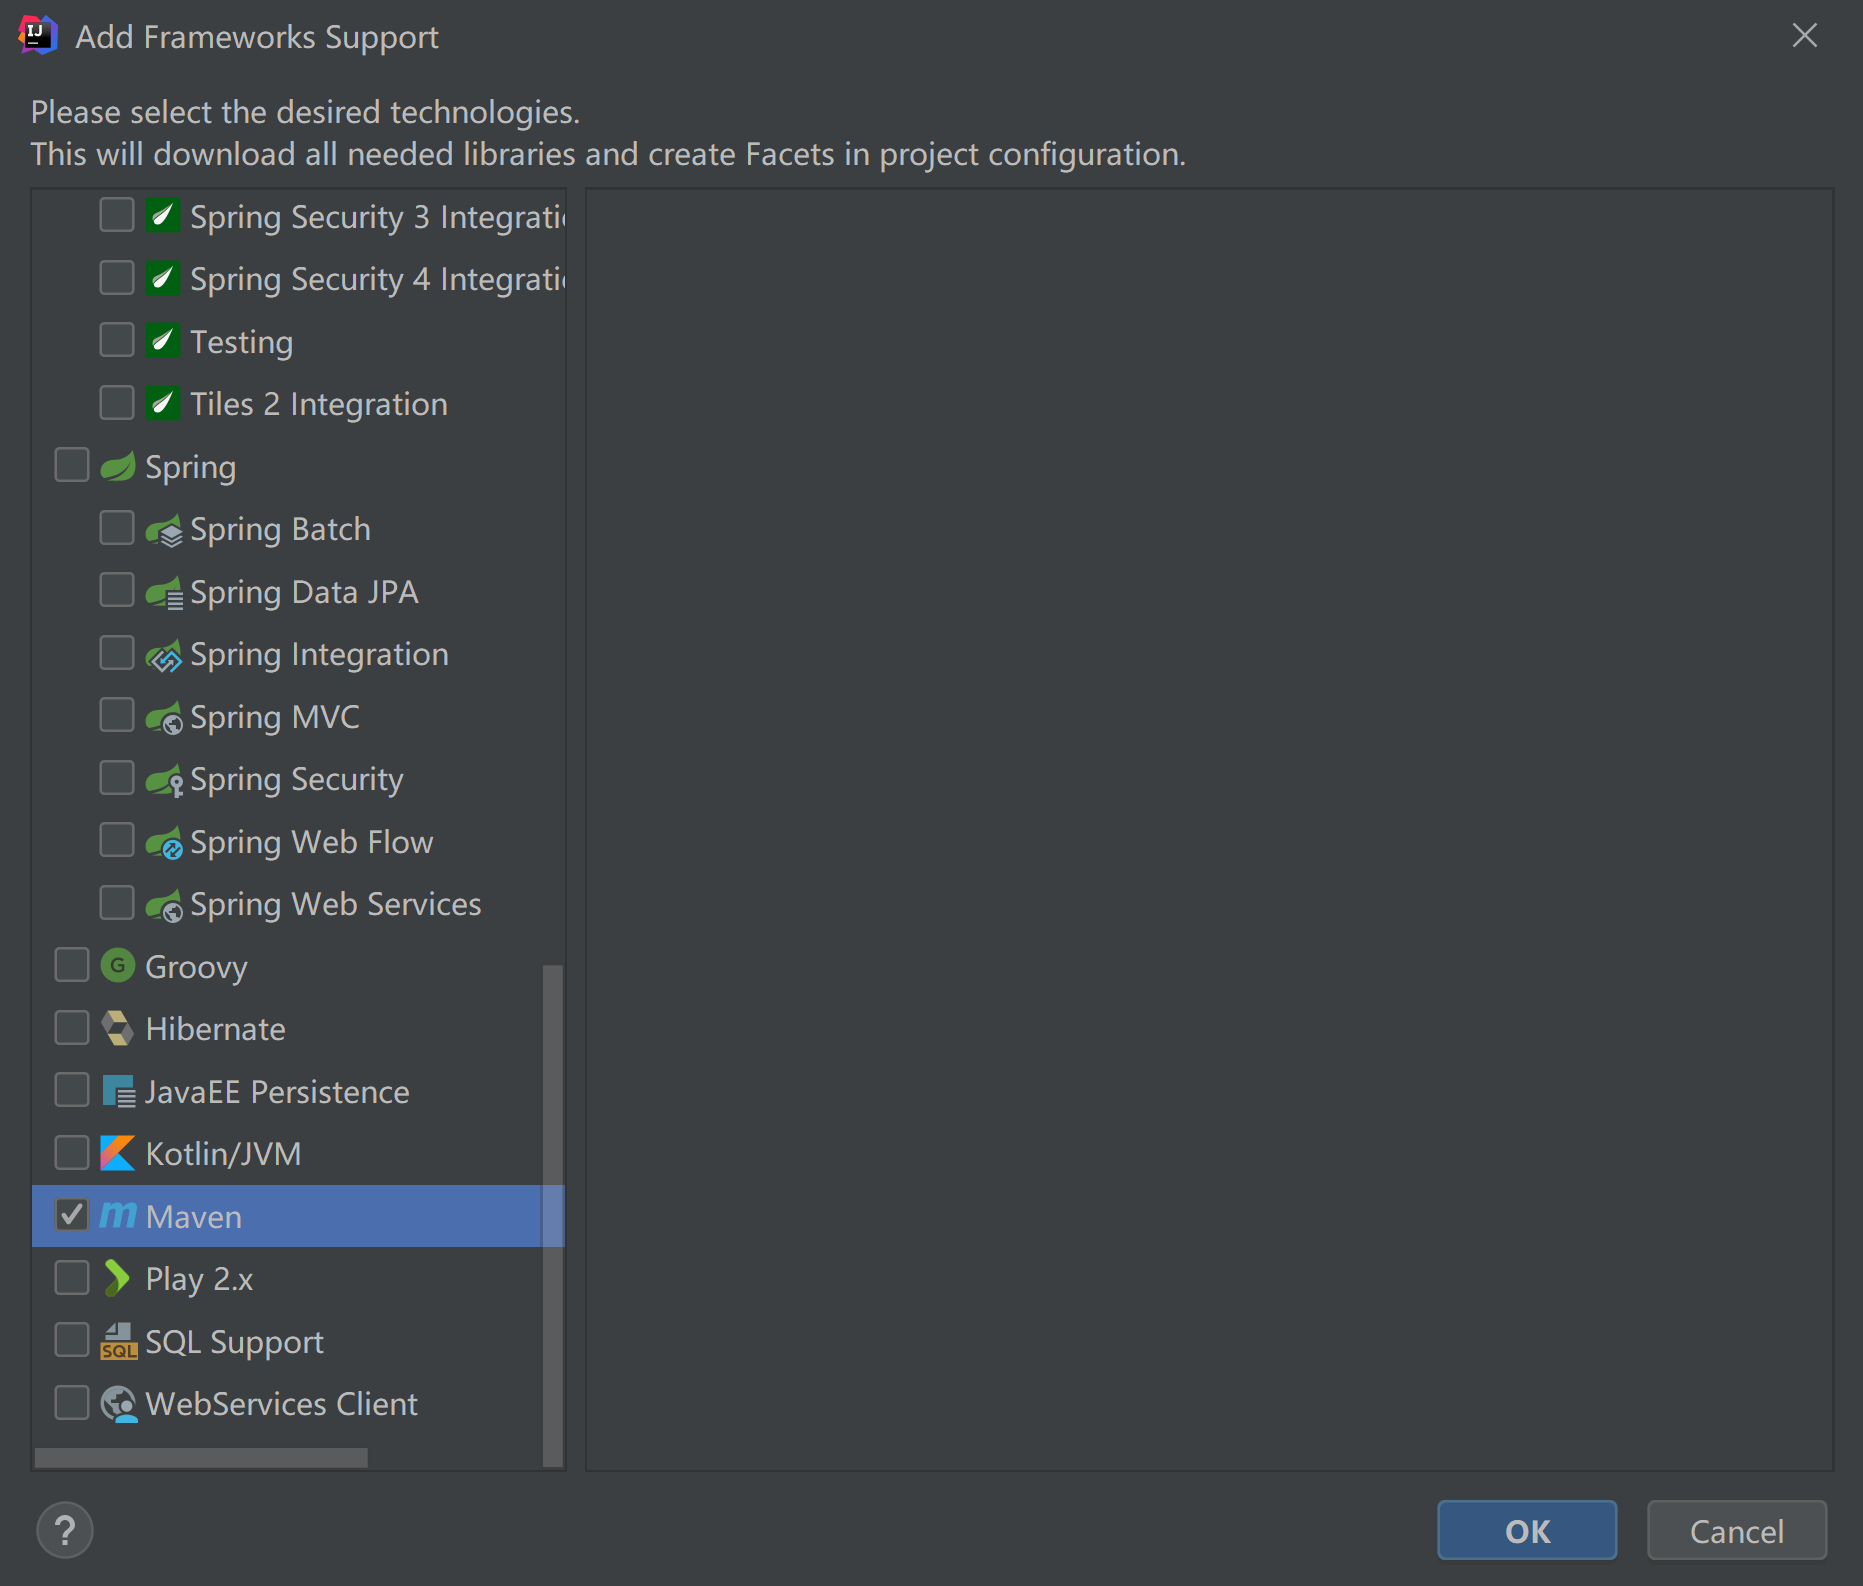 Add Frameworks Support
Please select the desired technologies.
This will download all needed libraries and create Facets in project configuration.
Spring Security 3
Spring Security 4
Testing
Tiles 2 Integration
Spring
Spring Batch
Spring Data JPA
Spring Integration
Spring MVC
Spring Security
Spring Web Flow
Spring Web Services
G Groovy
Hibernate
JavaEE Persistence
Kotlin/JVM
m Maven
Play 2.x
SQL SQL Support
WebServices Client
? OK Cancel